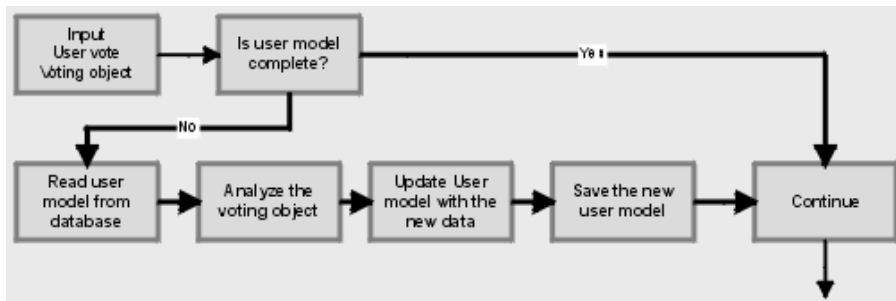 Input
User vote
Voting object
Is user model
complete?
Yes
No
Read user
model from
database
Analyze the
voting object
Update User
model with the
new data
Save the new
user model
Continue